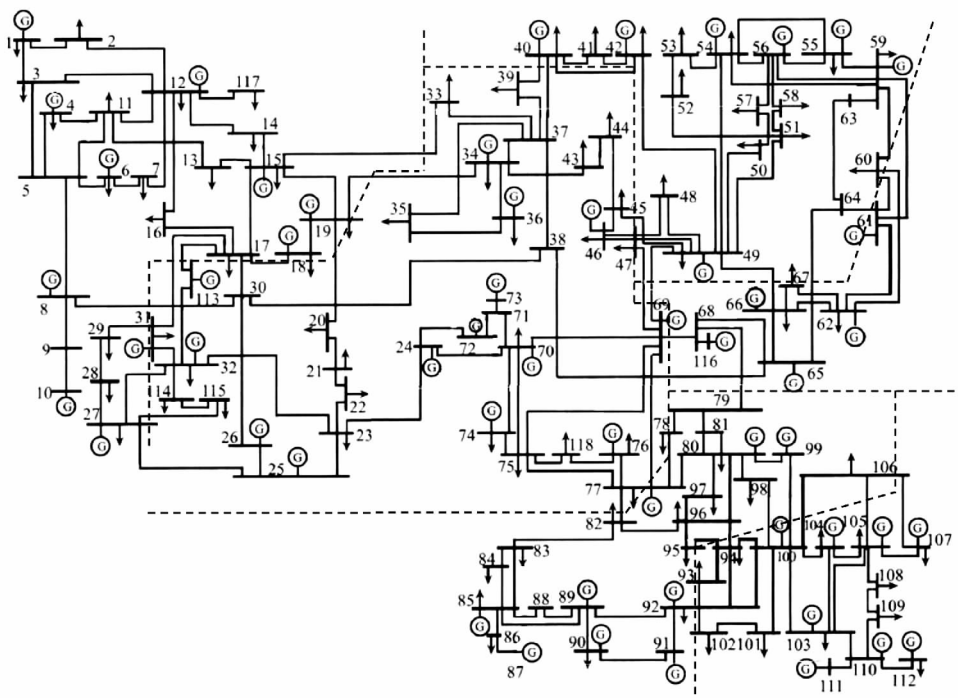 G G G G G G
1 2 40 41 42 53 54 56 55 59
G
3 12 G 117 39 52
G 4 11 33 57 58 63
14 37 44 51
G 13 15 34 G 43 50 60
5 6 7 G
35 36 G 45 48 64
16 19 G G 61
17 G 18 38 46 47 49 G
G G G
8 113 30 73 G 69 G 68 66 G 67
29 31 20 71 62
9 G G 32 24 G 72 70 116 G G
28 21 G G 65
10 114 115 22 G
G 27 79
G 26 G 23 74 78 81
25 G 75 118 76 G 80 G G 99
77 97 98 106
G
82 96
83 95 94 G 100 104 G 105 G G 107
84 93 108
85 88 89 G 92 G 109
G 86 G 102 101 G 103
87 G 90 91 110 G G
G G 111 112